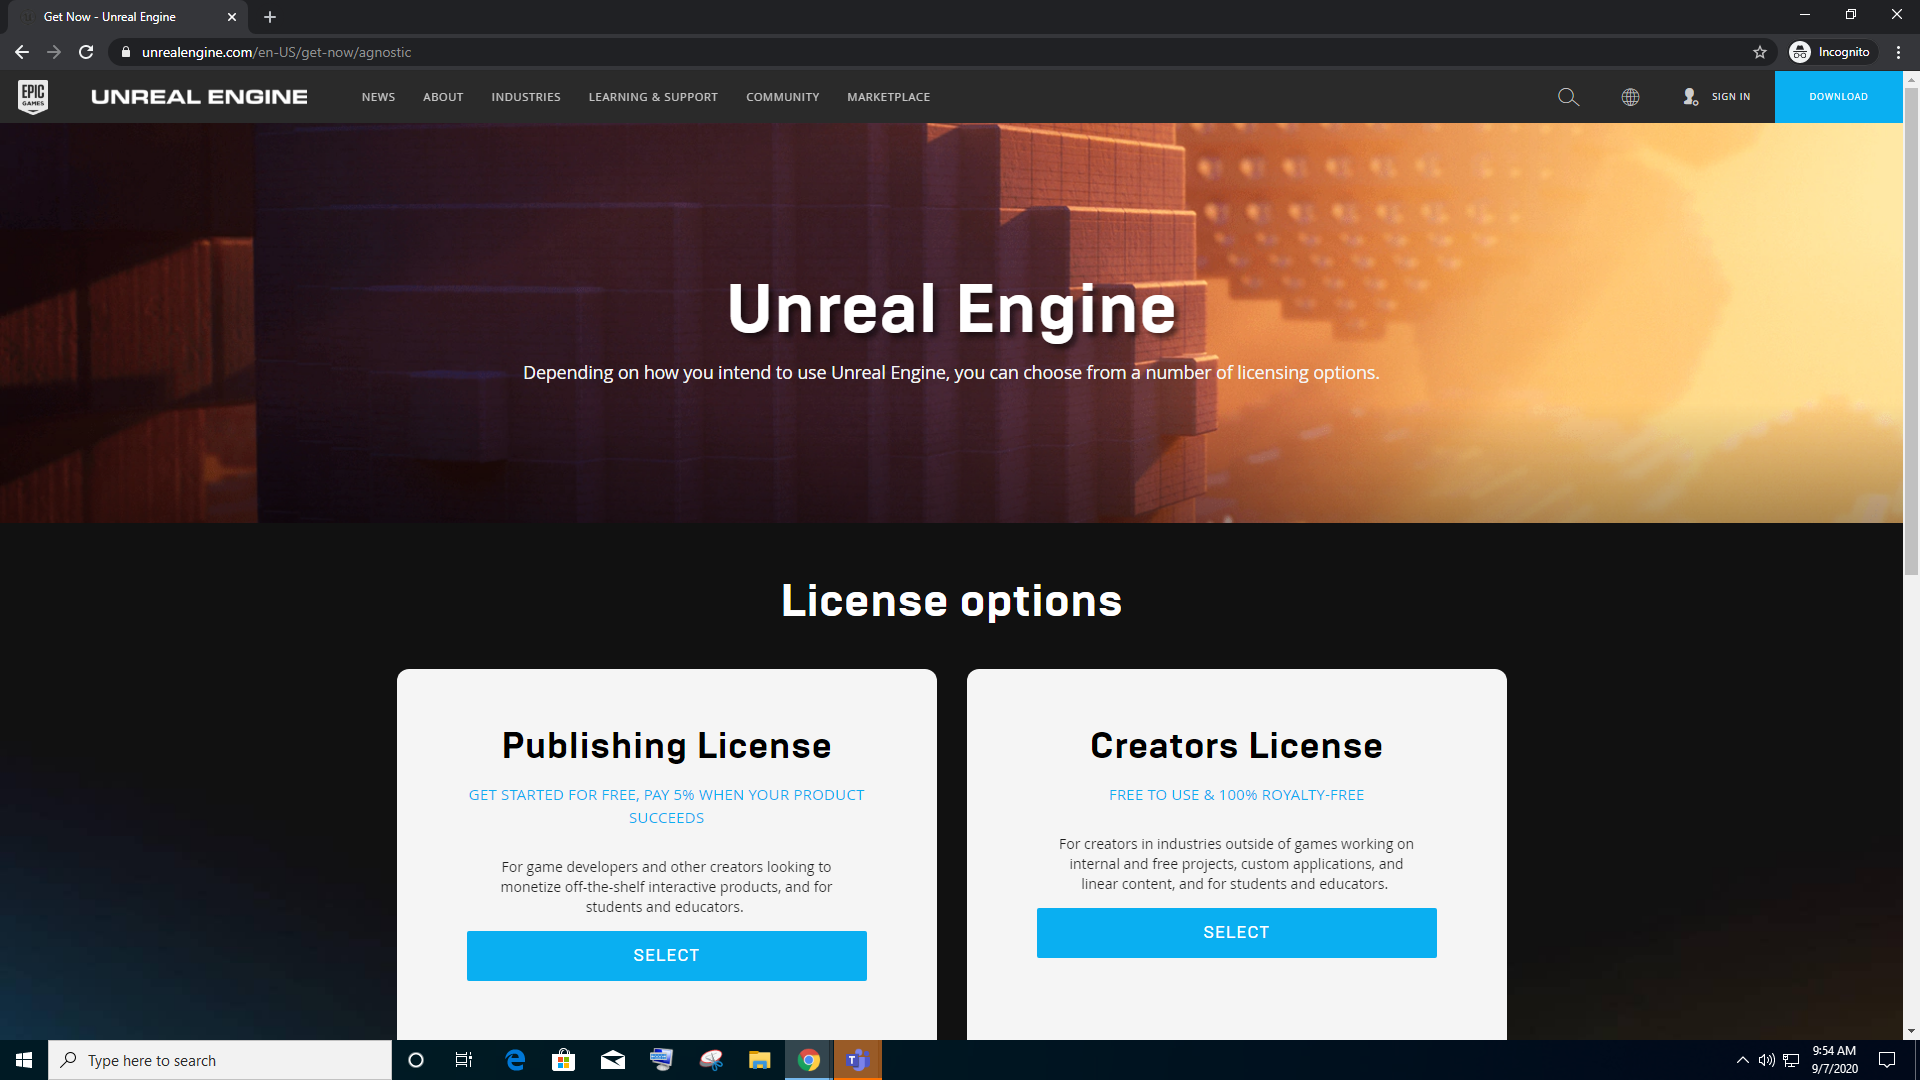 Get Now - Unreal Engine
unrealengine.com/en-US/get-now/agnostic
Incognito
EPIC
GAMES
UNREAL ENGINE
NEWS
ABOUT
INDUSTRIES
LEARNING & SUPPORT
COMMUNITY
MARKETPLACE
SIGN IN
DOWNLOAD
Unreal Engine
Depending on how you intend to use Unreal Engine, you can choose from a number of licensing options.
License options
Publishing License
GET STARTED FOR FREE, PAY 5% WHEN YOUR PRODUCT
SUCCEEDS
For game developers and other creators looking to
monetize off-the-shelf interactive products, and for
students and educators.
SELECT
Creators License
FREE TO USE & 100% ROYALTY-FREE
For creators in industries outside of games working on
internal and free projects, custom applications, and
linear content, and for students and educators.
SELECT
Type here to search
9:54 AM
9/7/2020